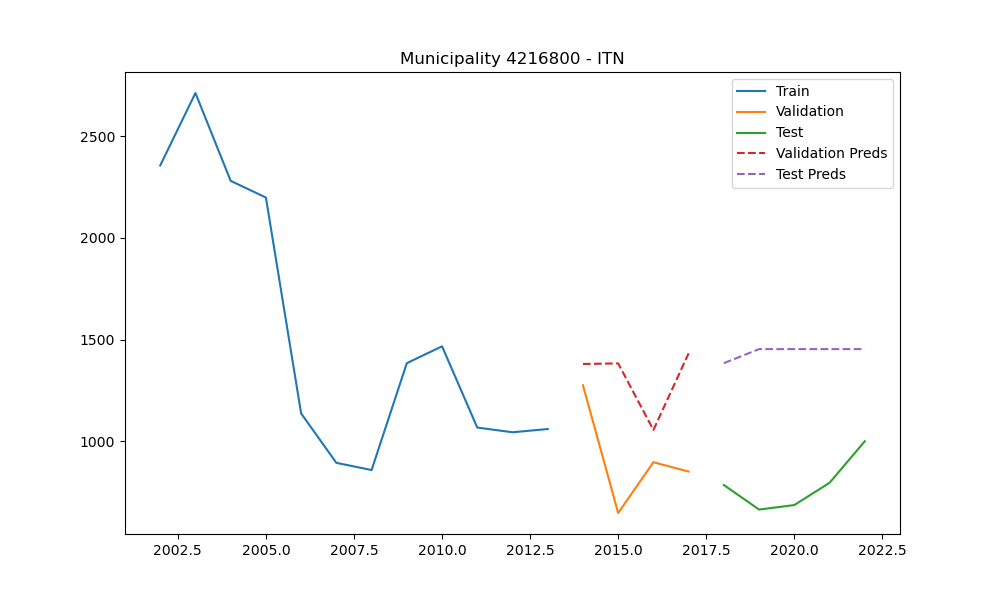 Municipality 4216800 - ITN
Train
Validation
Test
Validation Preds
Test Preds
2500
2000
1500
1000
2002.5 2005.0 2007.5 2010.0 2012.5 2015.0 2017.5 2020.0 2022.5